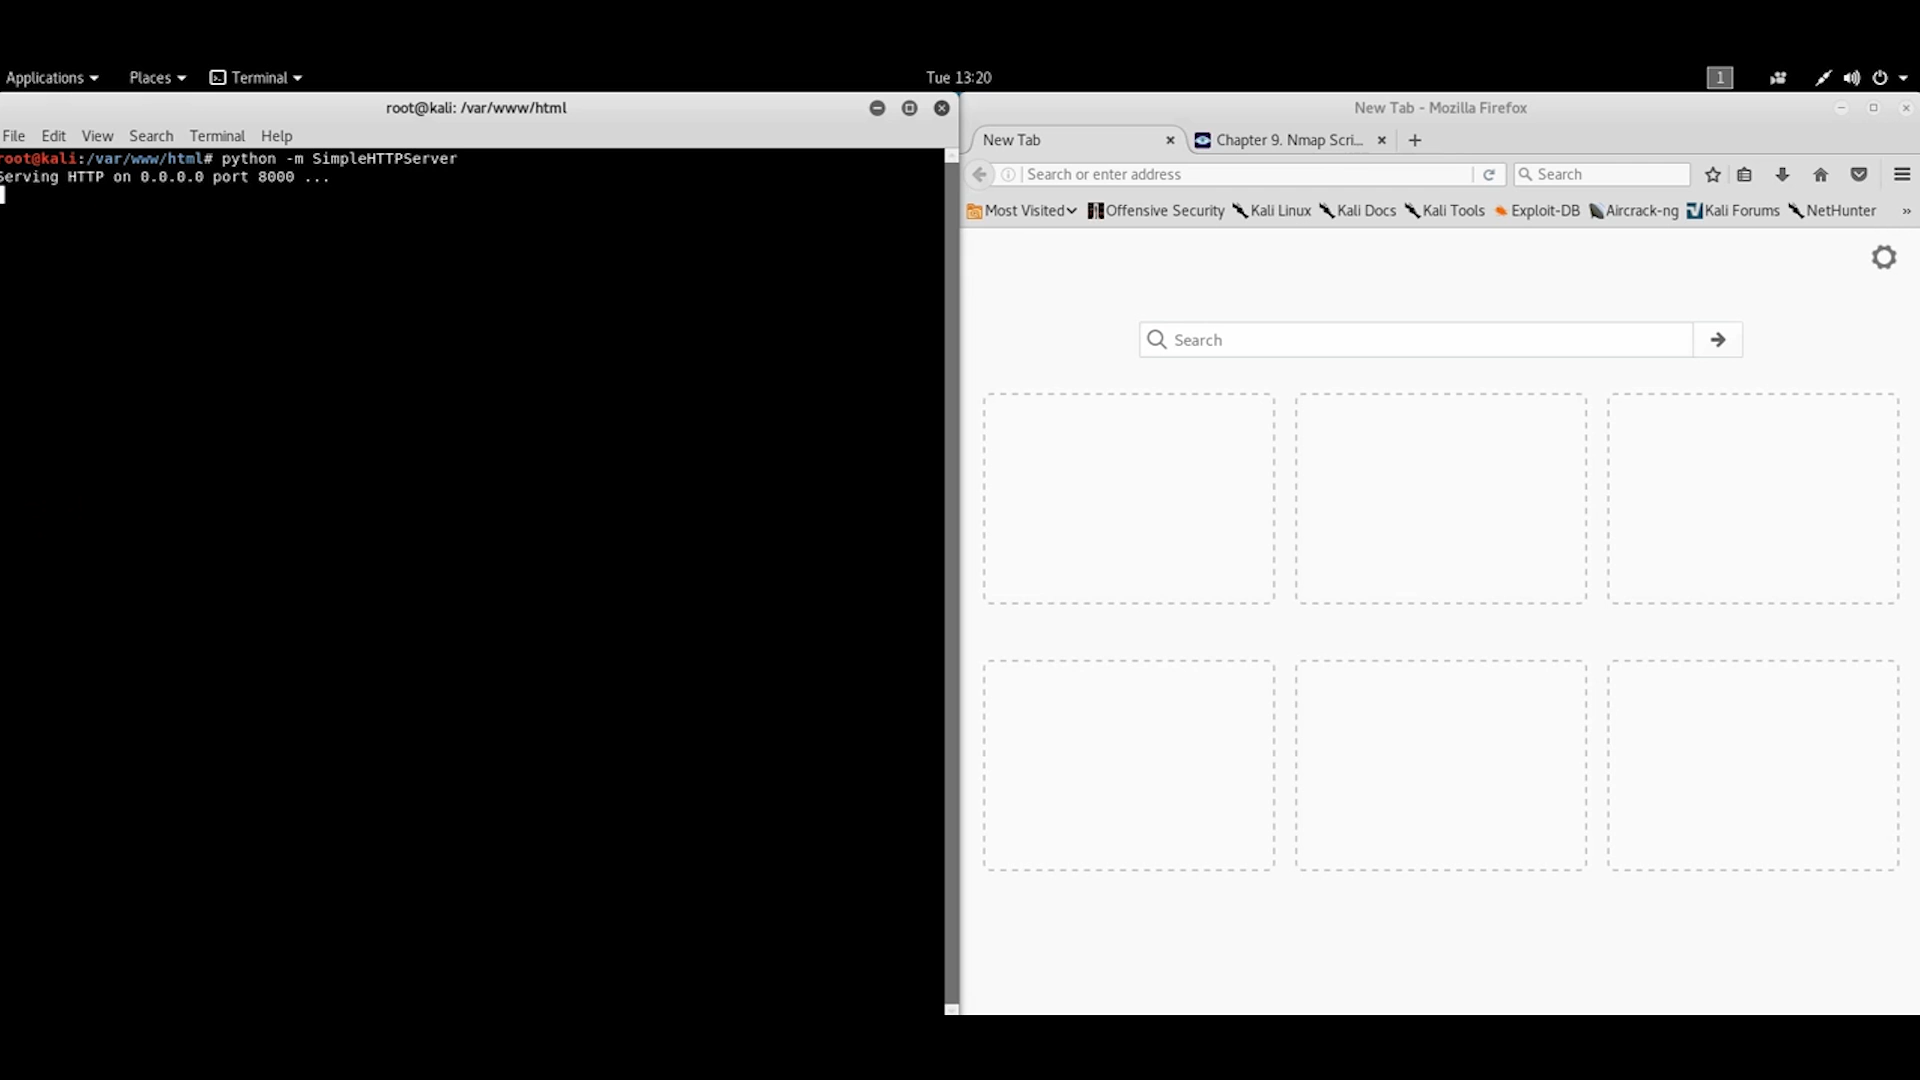 Applications Places Terminal Tue 13:20 1
root@kali: /var/www/html
File Edit View Search Terminal Help
root@kali:/var/www/html# python -m SimpleHTTPServer
Serving HTTP on 0.0.0.0 port 8000 ...
New Tab - Mozilla Firefox
New Tab Chapter 9. Nmap Scri...
Search or enter address Search
Most Visited Offensive Security Kali Linux Kali Docs Kali Tools Exploit-DB Aircrack-ng Kali Forums NetHunter »
Search